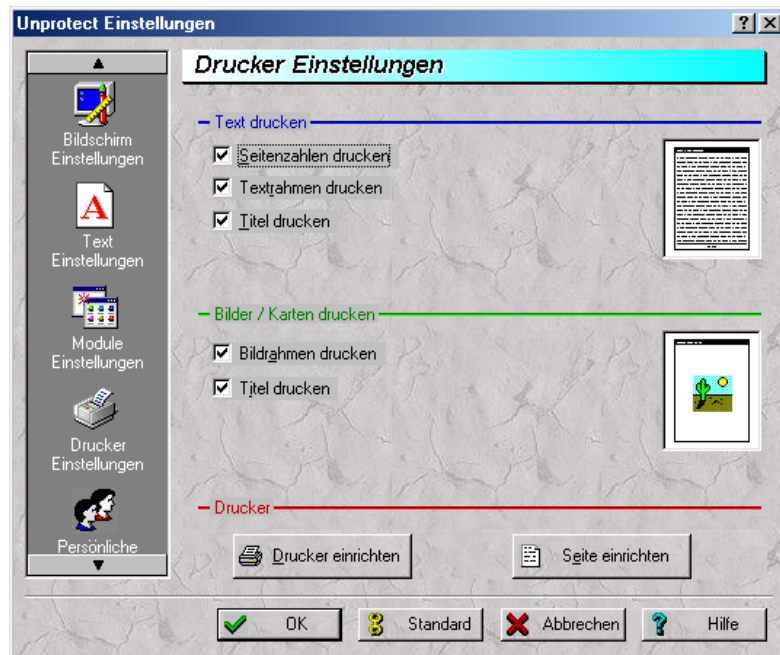 Unprotect Einstellungen
Drucker Einstellungen
Bildschirm
Einstellungen
Text
Einstellungen
Module
Einstellungen
Drucker
Einstellungen
Persönliche
Text drucken
Seitenzahlen drucken
Textrahmen drucken
Titel drucken
Bilder / Karten drucken
Bildrahmen drucken
Titel drucken
Drucker
Drucker einrichten
Seite einrichten
OK
Standard
Abbrechen
Hilfe